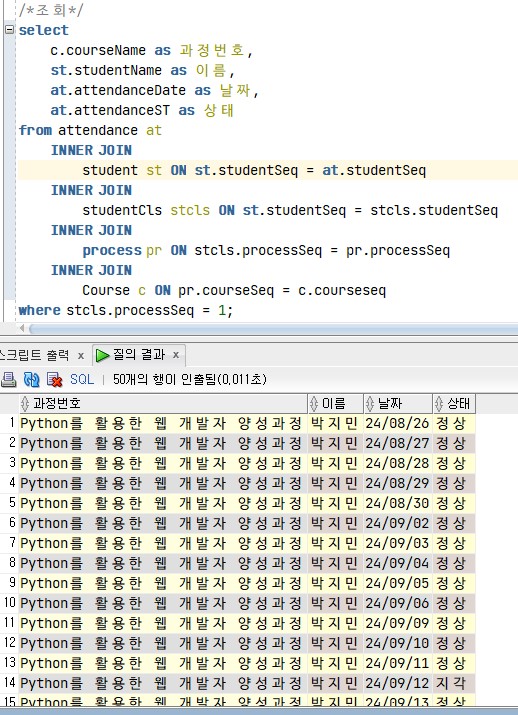 /*조회*/
select
c.courseName as 과정번호,
st.studentName as 이름,
at.attendanceDate as 날짜,
at.attendanceST as 상태
from attendance at
INNER JOIN
student st ON st.studentSeq = at.studentSeq
INNER JOIN
studentCls stcls ON st.studentSeq = stcls.studentSeq
INNER JOIN
process pr ON stcls.processSeq = pr.processSeq
INNER JOIN
Course c ON pr.courseSeq = c.courseseq
where stcls.processSeq = 1;
스크립트 출력 x 질의 결과 x
SQL | 50개의 행이 인출됨(0,011초)
과정번호 이름 날짜 상태
1 Python를 활용한 웹 개발자 양성과정 박지민 24/08/26 정상
2 Python를 활용한 웹 개발자 양성과정 박지민 24/08/27 정상
3 Python를 활용한 웹 개발자 양성과정 박지민 24/08/28 정상
4 Python를 활용한 웹 개발자 양성과정 박지민 24/08/29 정상
5 Python를 활용한 웹 개발자 양성과정 박지민 24/08/30 정상
6 Python를 활용한 웹 개발자 양성과정 박지민 24/09/02 정상
7 Python를 활용한 웹 개발자 양성과정 박지민 24/09/03 정상
8 Python를 활용한 웹 개발자 양성과정 박지민 24/09/04 정상
9 Python를 활용한 웹 개발자 양성과정 박지민 24/09/05 정상
10 Python를 활용한 웹 개발자 양성과정 박지민 24/09/06 정상
11 Python를 활용한 웹 개발자 양성과정 박지민 24/09/09 정상
12 Python를 활용한 웹 개발자 양성과정 박지민 24/09/10 정상
13 Python를 활용한 웹 개발자 양성과정 박지민 24/09/11 정상
14 Python를 활용한 웹 개발자 양성과정 박지민 24/09/12 지각
15 Python를 활용한 웹 개발자 양성과정 박지민 24/09/13 정상